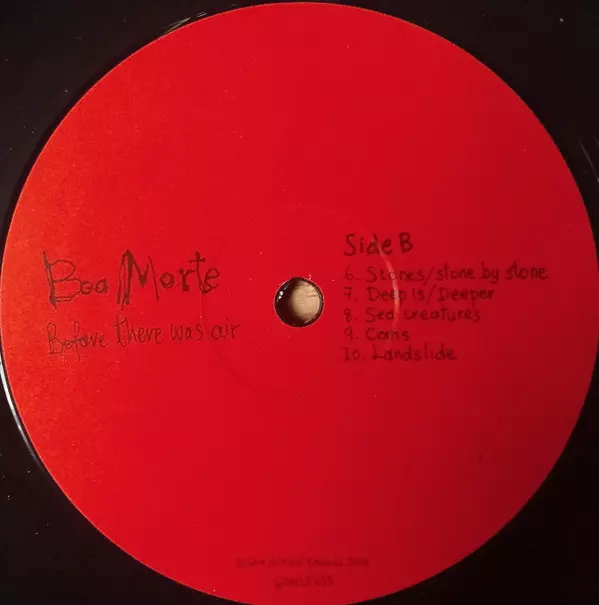 Boa Morte
Before there was air
Side B
6. Stones/stone by stone
7. Deep Is/Deeper
8. Sea creatures
9. Cans
10. Landslide